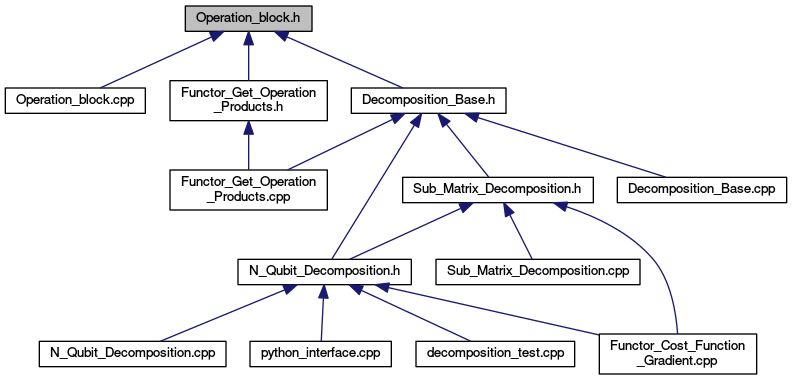 Operation_block.h
Operation_block.cpp
Functor_Get_Operation
_Products.h
Decomposition_Base.h
Functor_Get_Operation
_Products.cpp
Sub_Matrix_Decomposition.h
Decomposition_Base.cpp
N_Qubit_Decomposition.h
Sub_Matrix_Decomposition.cpp
N_Qubit_Decomposition.cpp
python_interface.cpp
decomposition_test.cpp
Functor_Cost_Function
_Gradient.cpp